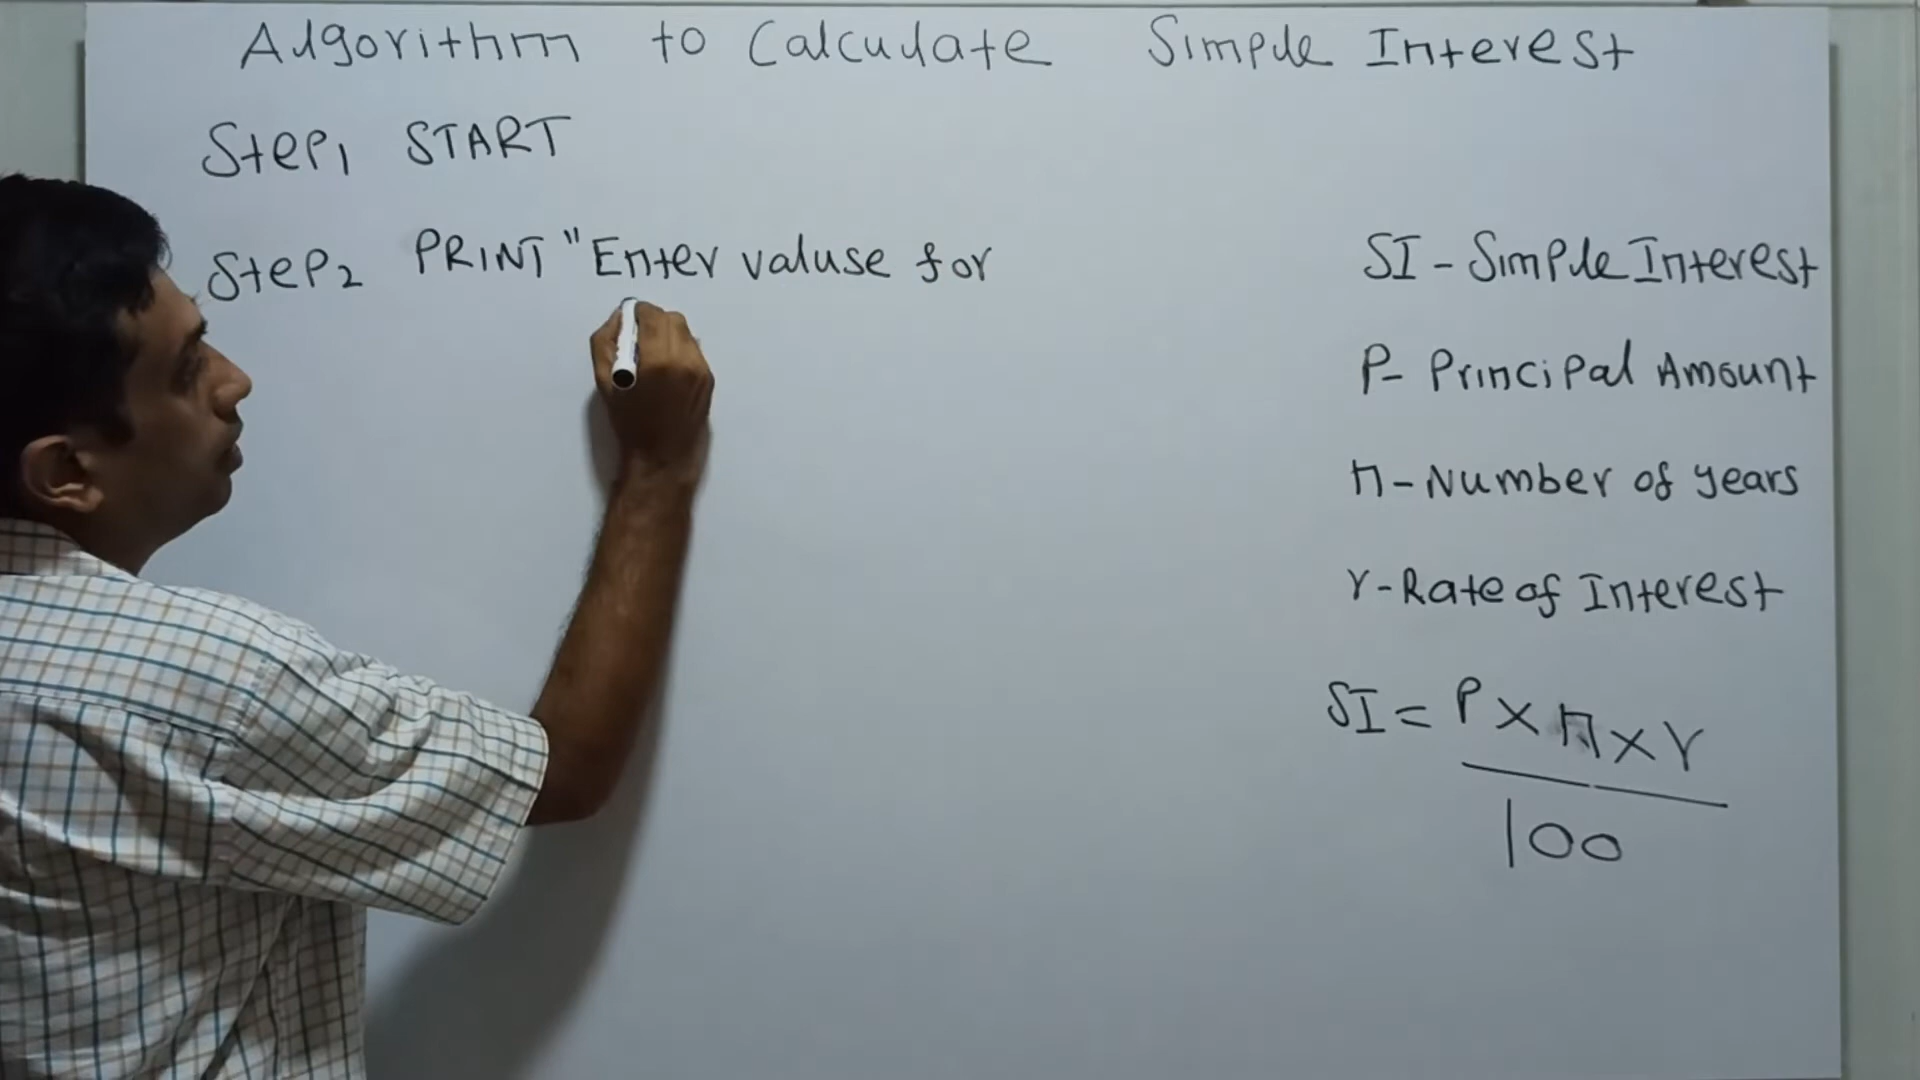 Algorithm to Calculate Simple Interest
Step1 START
Step2 PRINT "Enter valuse for
SI - Simple Interest
P- Principal Amount
n - Number of years
r - Rate of Interest
SI = P x n x r
100